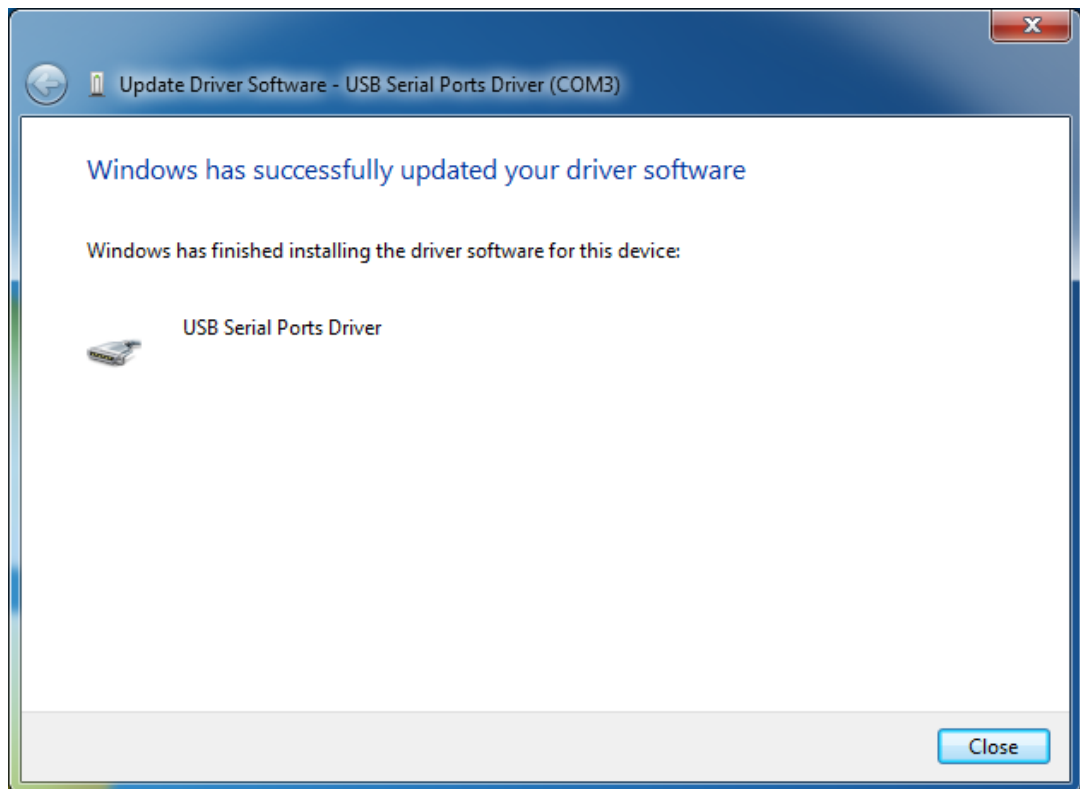 Update Driver Software - USB Serial Ports Driver (COM3)
Windows has successfully updated your driver software
Windows has finished installing the driver software for this device:
USB Serial Ports Driver
Close